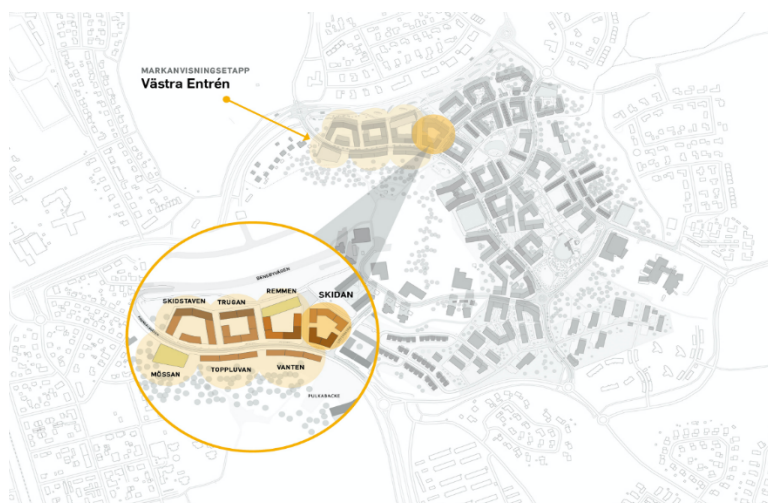 MARKANVISNINGSETAPP
Västra Entrén
SKIDSTAVEN
TRUGAN
REMMEN
SKIDAN
MÖSSAN
TOPPLUVAN
VANTEN
PULKABACKE